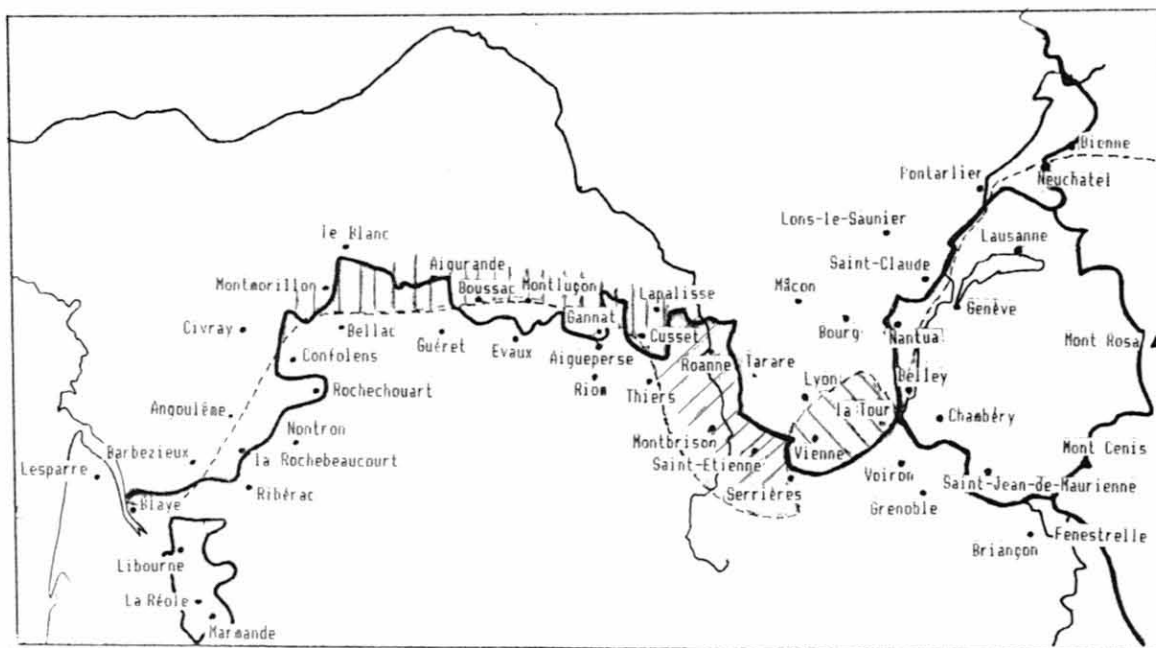 Bienne
Neuchatel
Pontarlier
Lons-le-Saunier
le Blanc
Lausanne
Aigurande
Saint-Claude
Montmorillon
Boussac
Montluçon
Lapalisse
Mâcon
Genève
Civray
Bellac
Gannat
Cusset
Bourg
Nantua
Mont Rosa
Guéret
Evaux
Confolens
Aigueperse
Roanne
Tarare
Rochechouart
Riom
Thiers
Lyon
Belley
Angoulême
la Tour
Chambéry
Nontron
Montbrison
Barbezieux
la Rochebeaucourt
Saint-Etienne
Vienne
Mont Cenis
Lesparre
Voiron
Ribérac
Serrières
Saint-Jean-de-Maurienne
Blaye
Grenoble
Fenestrelle
Briançon
Libourne
La Réole
Marmande